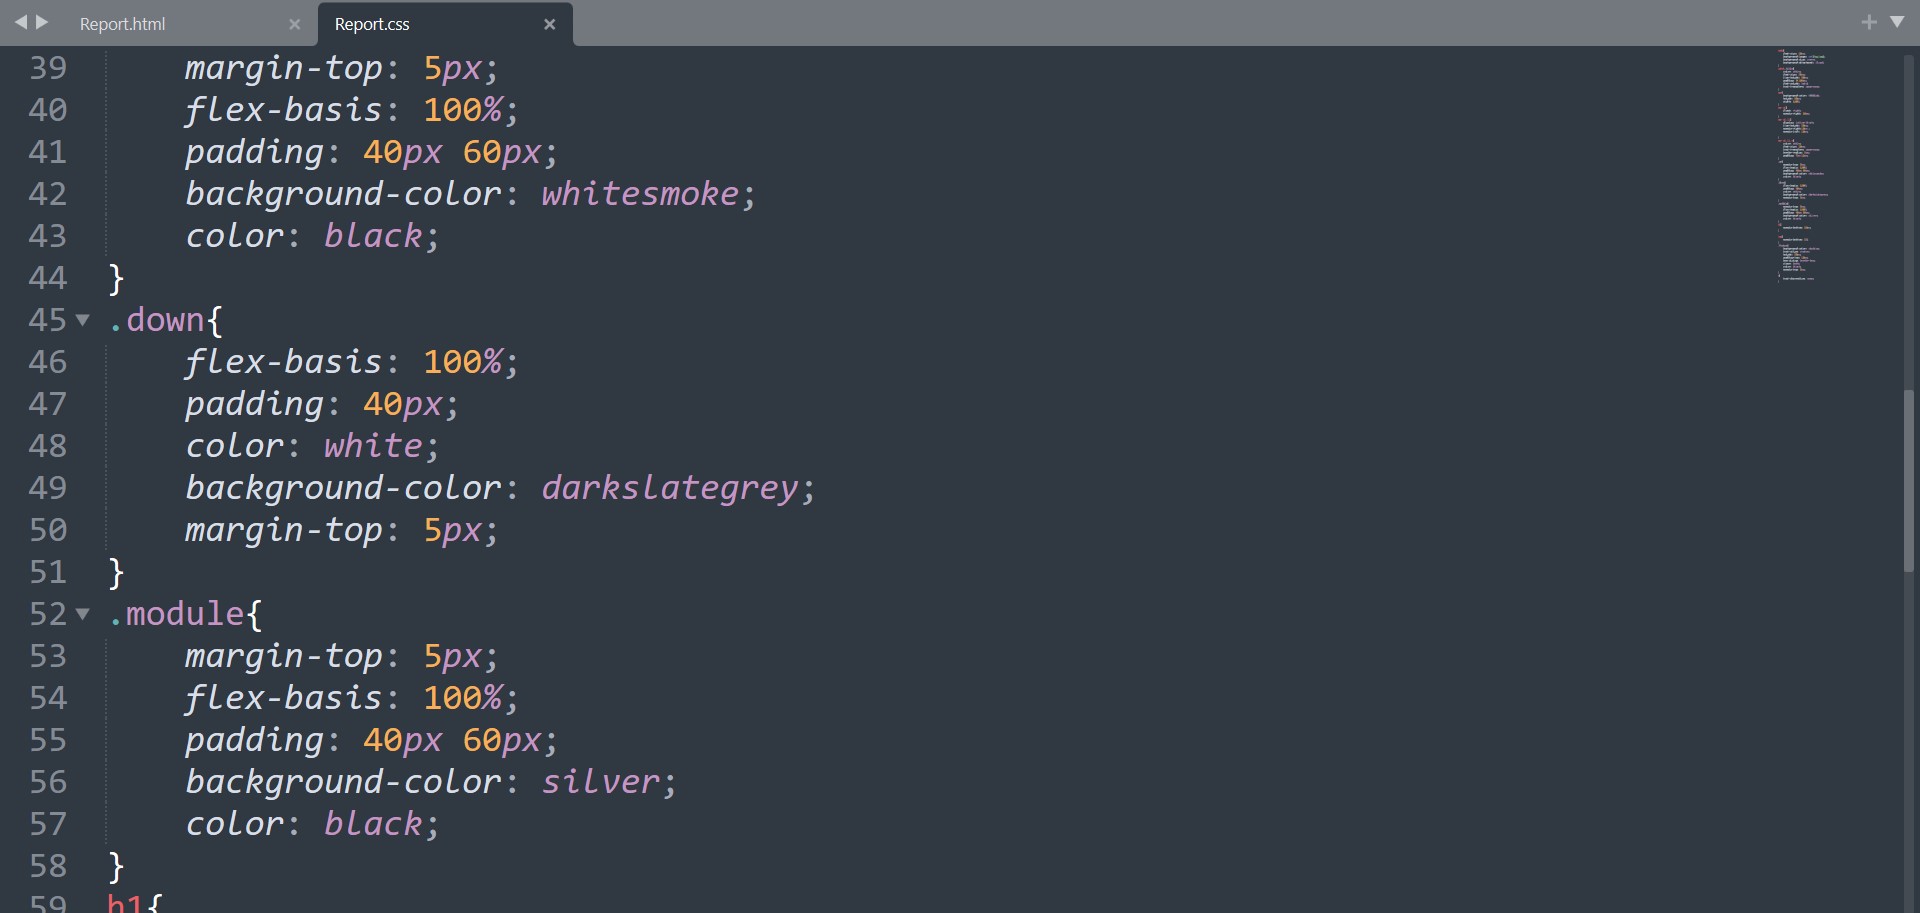 Report.html
Report.css
39 margin-top: 5px;
40 flex-basis: 100%;
41 padding: 40px 60px;
42 background-color: whitesmoke;
43 color: black;
44 }
45 .down{
46 flex-basis: 100%;
47 padding: 40px;
48 color: white;
49 background-color: darkslategrey;
50 margin-top: 5px;
51 }
52 .module{
53 margin-top: 5px;
54 flex-basis: 100%;
55 padding: 40px 60px;
56 background-color: silver;
57 color: black;
58 }
59 h1{